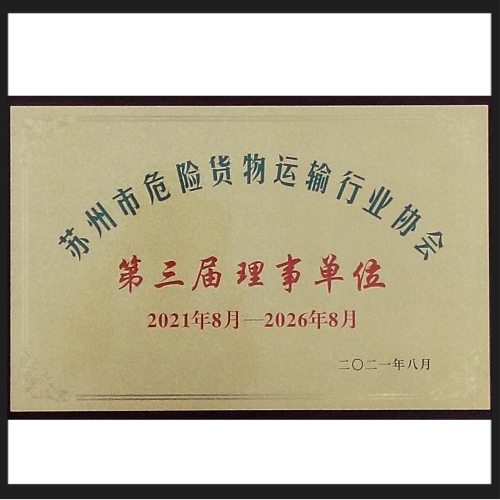 苏州市危险货物运输行业协会
第三届理事单位
2021年8月—2026年8月
二〇二一年八月